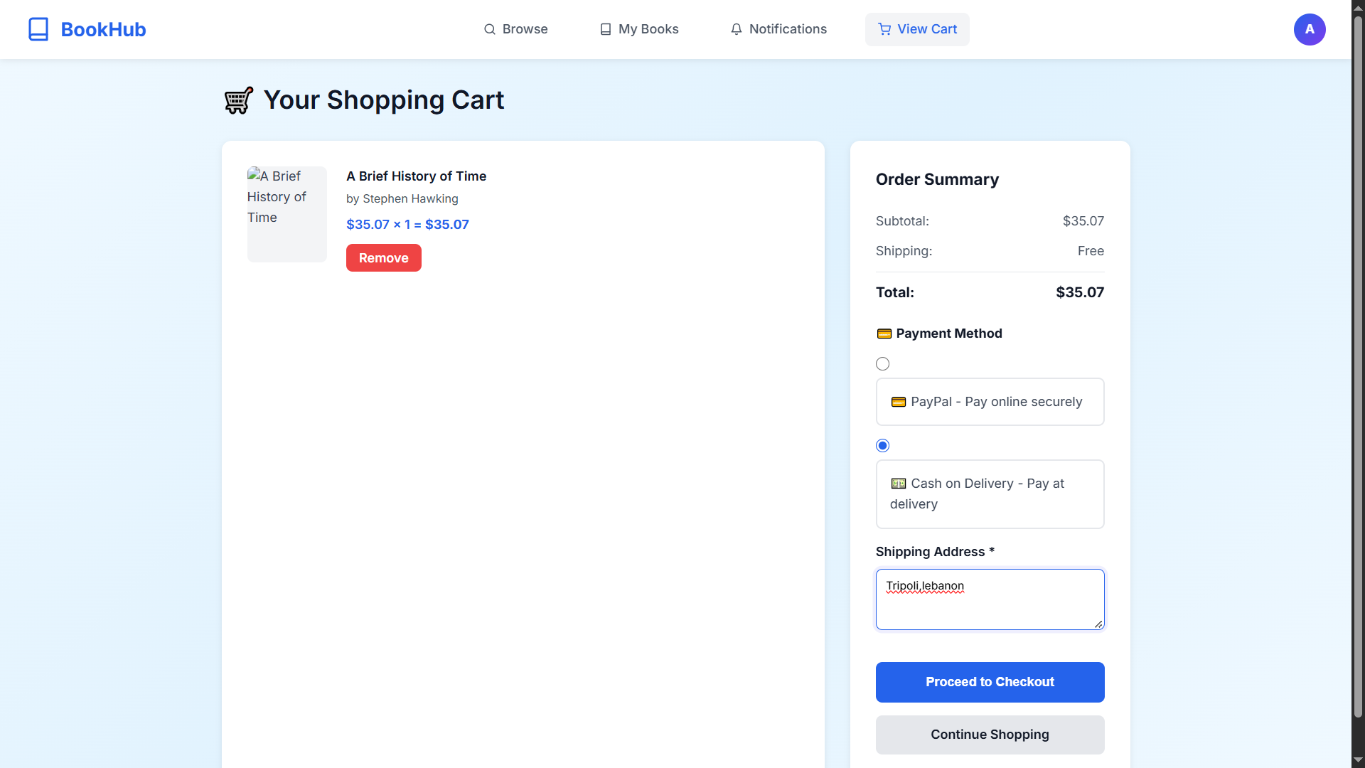 BookHub
Browse
My Books
Notifications
View Cart
A
Your Shopping Cart
A Brief
History of
Time
A Brief History of Time
by Stephen Hawking
$35.07 × 1 = $35.07
Remove
Order Summary
Subtotal: $35.07
Shipping: Free
Total: $35.07
Payment Method
PayPal - Pay online securely
Cash on Delivery - Pay at
delivery
Shipping Address *
Tripoli,lebanon
Proceed to Checkout
Continue Shopping